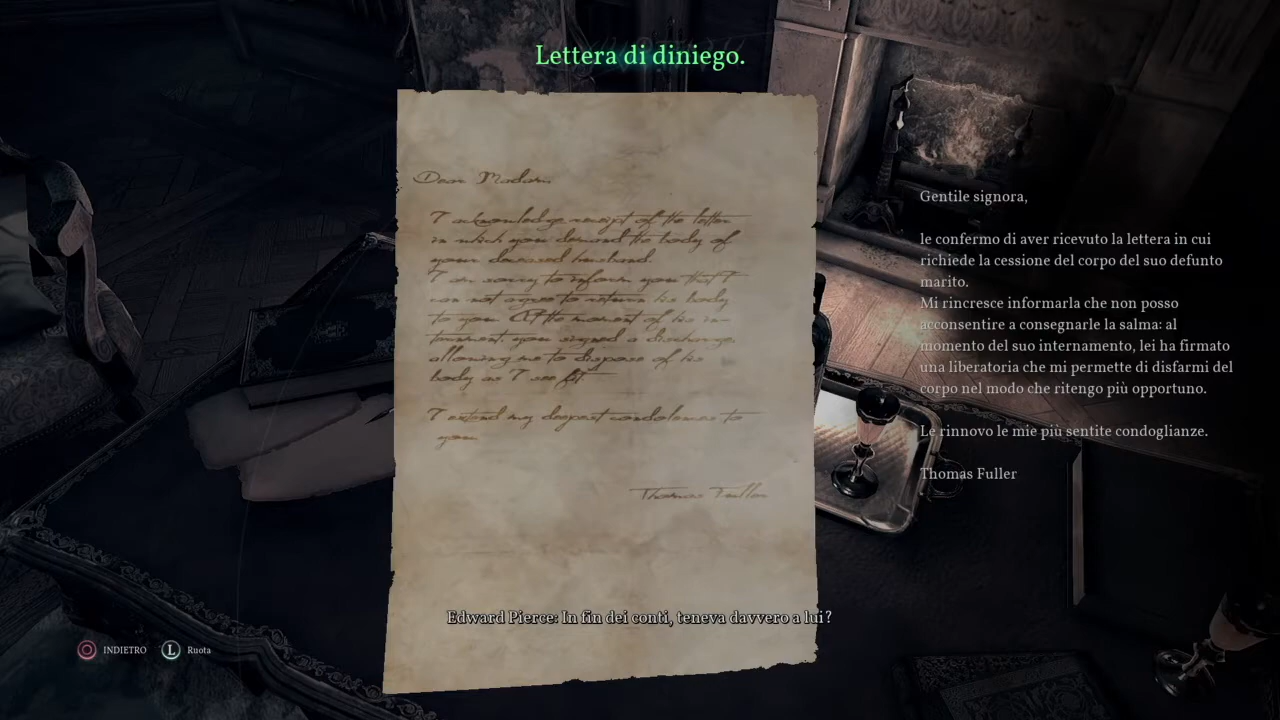 Lettera di diniego.
Dear Madam,
I acknowledge receipt of the letter
in which you demand the body of
your deceased husband.
I am sorry to inform you that I
can not agree to return his body
to you. At the moment of his in-
ternment, you signed a discharge,
allowing me to dispose of his
body as I see fit.
I extend my deepest condolences to
you.
Thomas Fuller
Gentile signora,
le confermo di aver ricevuto la lettera in cui
richiede la cessione del corpo del suo defunto
marito.
Mi rincresce informarla che non posso
acconsentire a consegnarle la salma: al
momento del suo internamento, lei ha firmato
una liberatoria che mi permette di disfarmi del
corpo nel modo che ritengo più opportuno.
Le rinnovo le mie più sentite condoglianze.
Thomas Fuller
Edward Pierce: In fin dei conti, teneva davvero a lui?
INDIETRO L Ruota